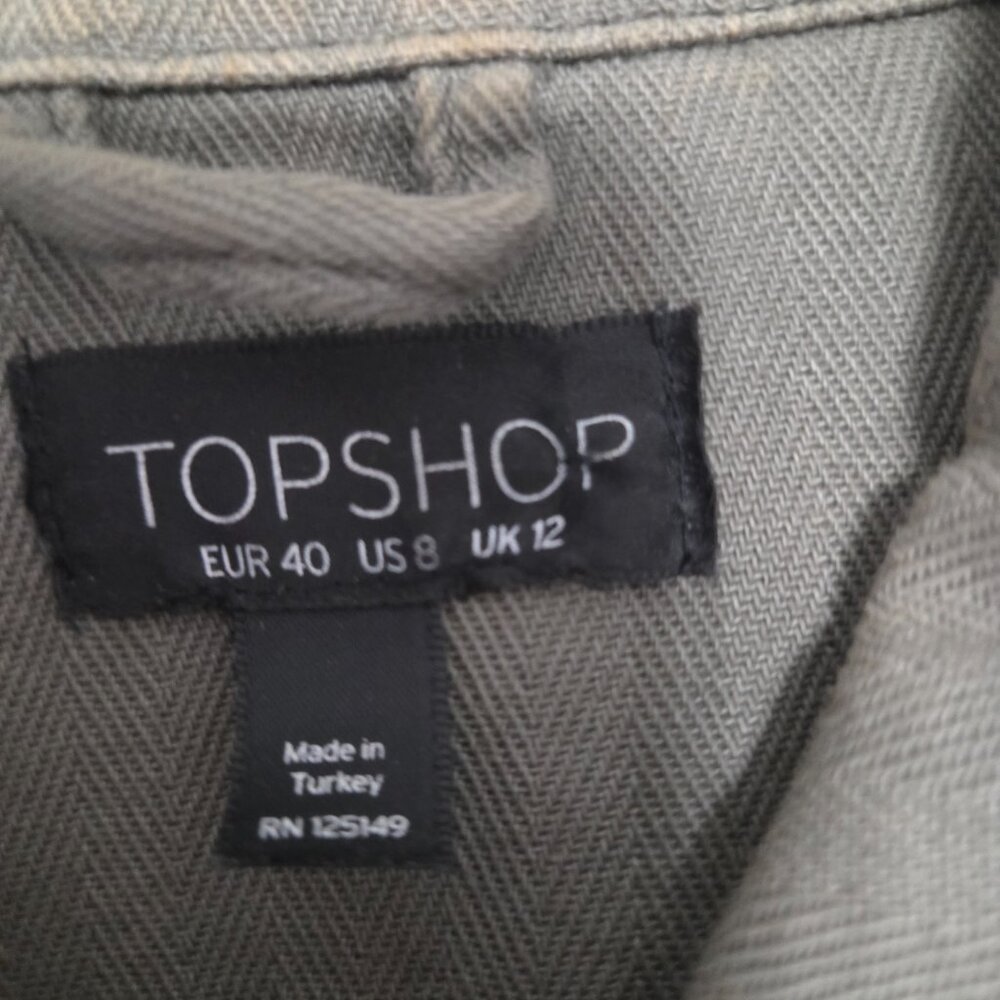 TOPSHOP
EUR 40 US 8 UK 12
Made in
Turkey
RN 125149